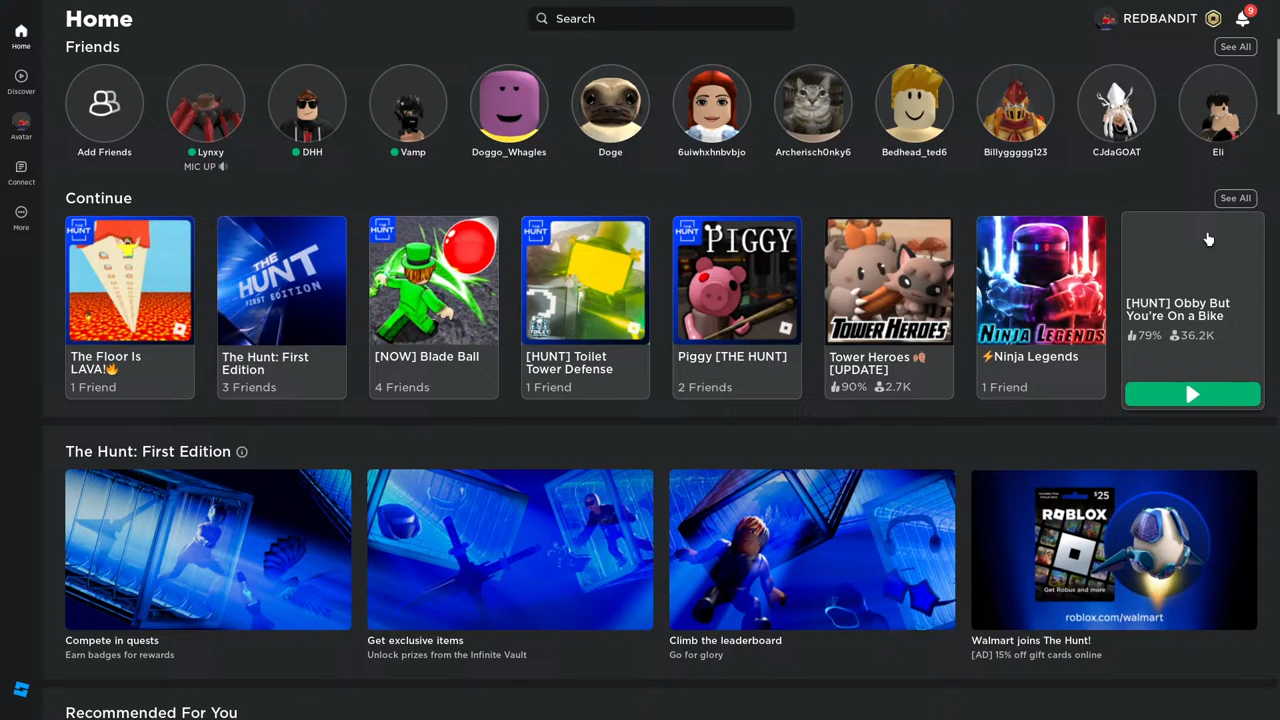 Home
Search
REDBANDIT
9
Home
Discover
Avatar
Connect
More
Friends
See All
Add Friends
Lynxy
MIC UP
DHH
Vamp
Doggo_Whagles
Doge
6uiwhxhnbvbjo
Archerisch0nky6
Bedhead_ted6
Billyggggg123
CJdaGOAT
Eli
Continue
See All
THE HUNT
The Floor Is
LAVA!🔥
1 Friend
THE
HUNT
FIRST EDITION
The Hunt: First
Edition
3 Friends
THE HUNT
[NOW] Blade Ball
4 Friends
THE HUNT
TOILET
[HUNT] Toilet
Tower Defense
1 Friend
THE HUNT
PIGGY
Piggy [THE HUNT]
2 Friends
TOWER HEROES
Tower Heroes
[UPDATE]
90% 2.7K
NINJA LEGENDS
⚡Ninja Legends
1 Friend
[HUNT] Obby But
You're On a Bike
79% 36.2K
The Hunt: First Edition
Compete in quests
Earn badges for rewards
Get exclusive items
Unlock prizes from the Infinite Vault
Climb the leaderboard
Go for glory
$25
ROBLOX
Get Robux and more
roblox.com/walmart
Walmart joins The Hunt!
[AD] 15% off gift cards online
Recommended For You